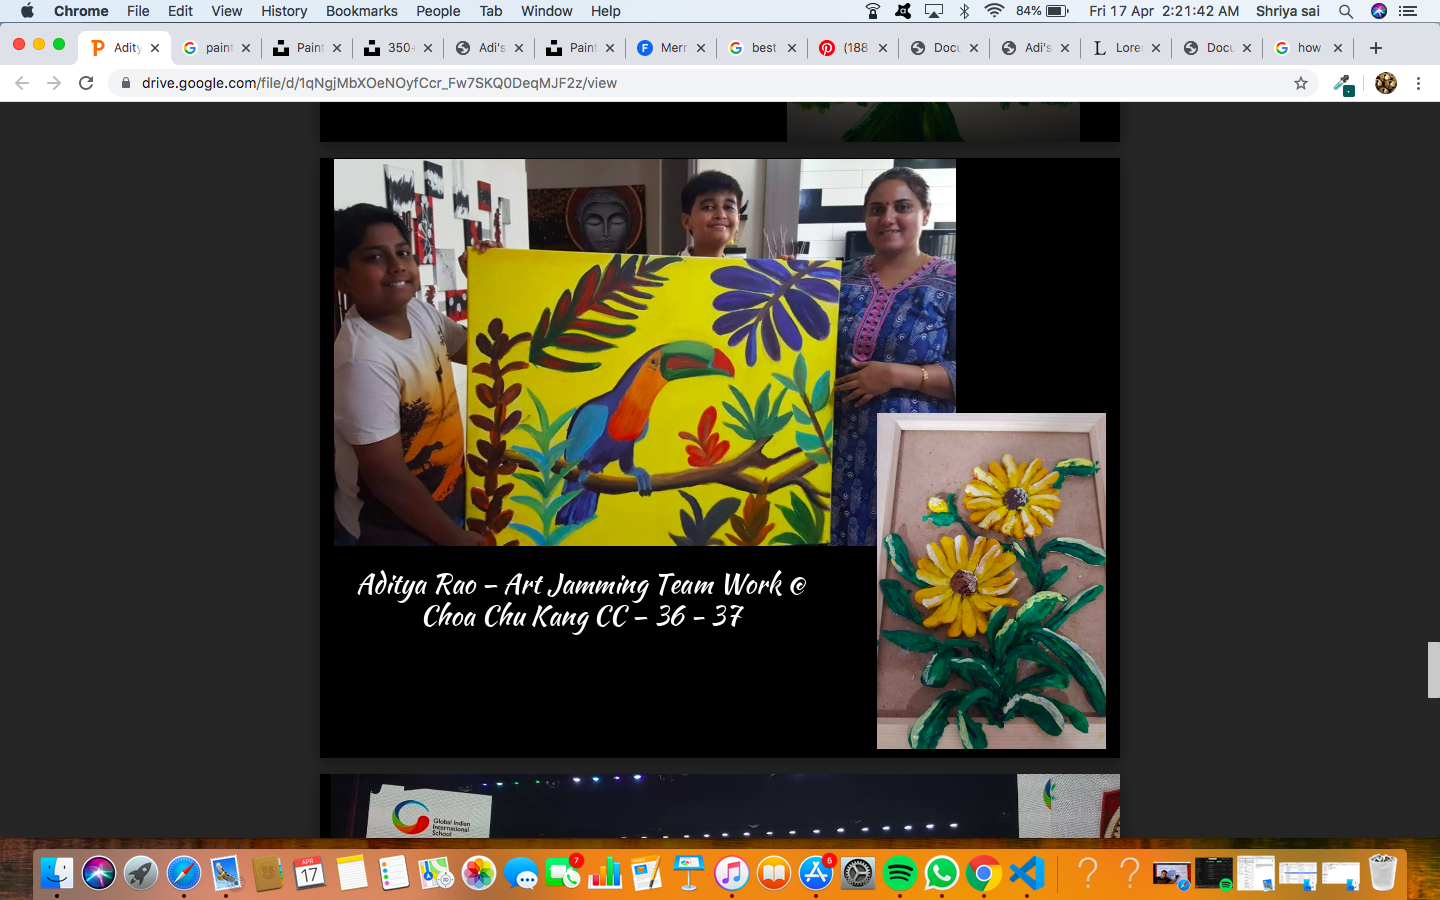 Chrome File Edit View History Bookmarks People Tab Window Help
84% Fri 17 Apr 2:21:42 AM Shriya sai
Adity
paint
Paint
350+
Adi's
Paint
Merr
best
(188
Docu
Adi's
Lore
Docu
how
drive.google.com/file/d/1qNgjMbXOeNOyfCcr_Fw7SKQ0DeqMJF2z/view
Aditya Rao – Art Jamming Team Work @
Choa Chu Kang CC – 36 - 37
Global Indian
International
School
APR
17
7
5